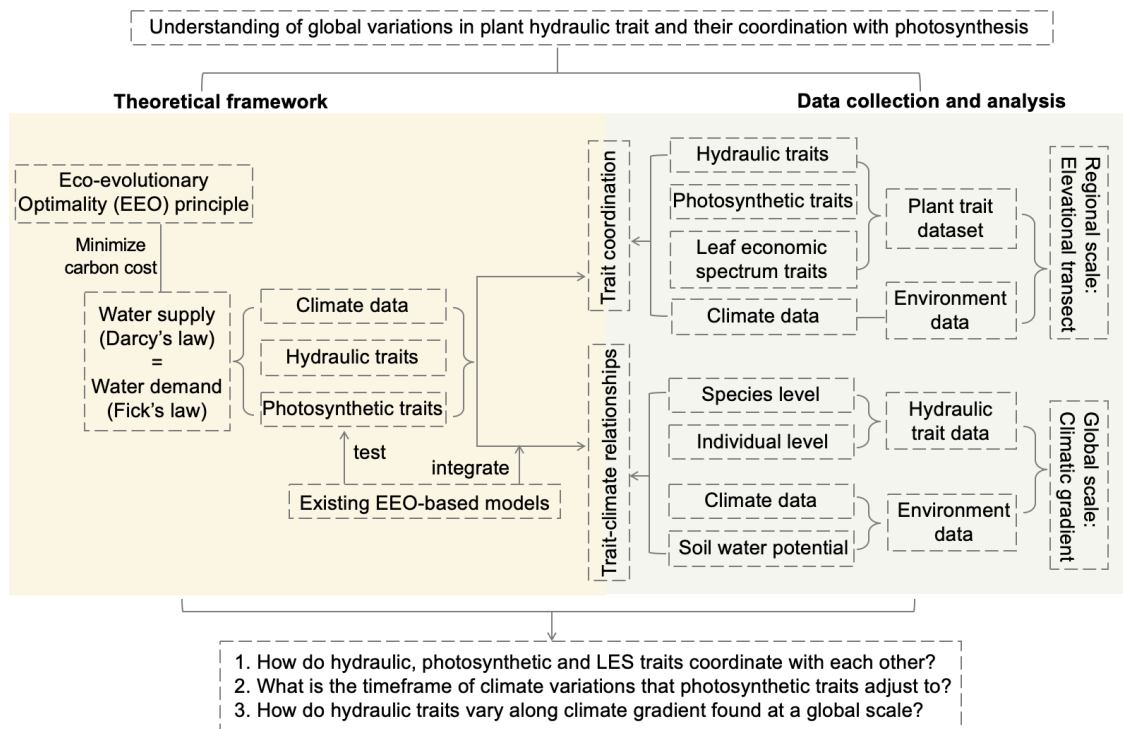 Understanding of global variations in plant hydraulic trait and their coordination with photosynthesis
Theoretical framework
Data collection and analysis
Eco-evolutionary
Optimality (EEO) principle
Minimize
carbon cost
Water supply
(Darcy's law)
=
Water demand
(Fick's law)
Climate data
Hydraulic traits
Photosynthetic traits
test
integrate
Existing EEO-based models
Trait coordination
Hydraulic traits
Photosynthetic traits
Leaf economic
spectrum traits
Climate data
Plant trait
dataset
Environment
data
Regional scale:
Elevational transect
Trait-climate relationships
Species level
Individual level
Climate data
Soil water potential
Hydraulic
trait data
Environment
data
Global scale:
Climatic gradient
1. How do hydraulic, photosynthetic and LES traits coordinate with each other?
2. What is the timeframe of climate variations that photosynthetic traits adjust to?
3. How do hydraulic traits vary along climate gradient found at a global scale?